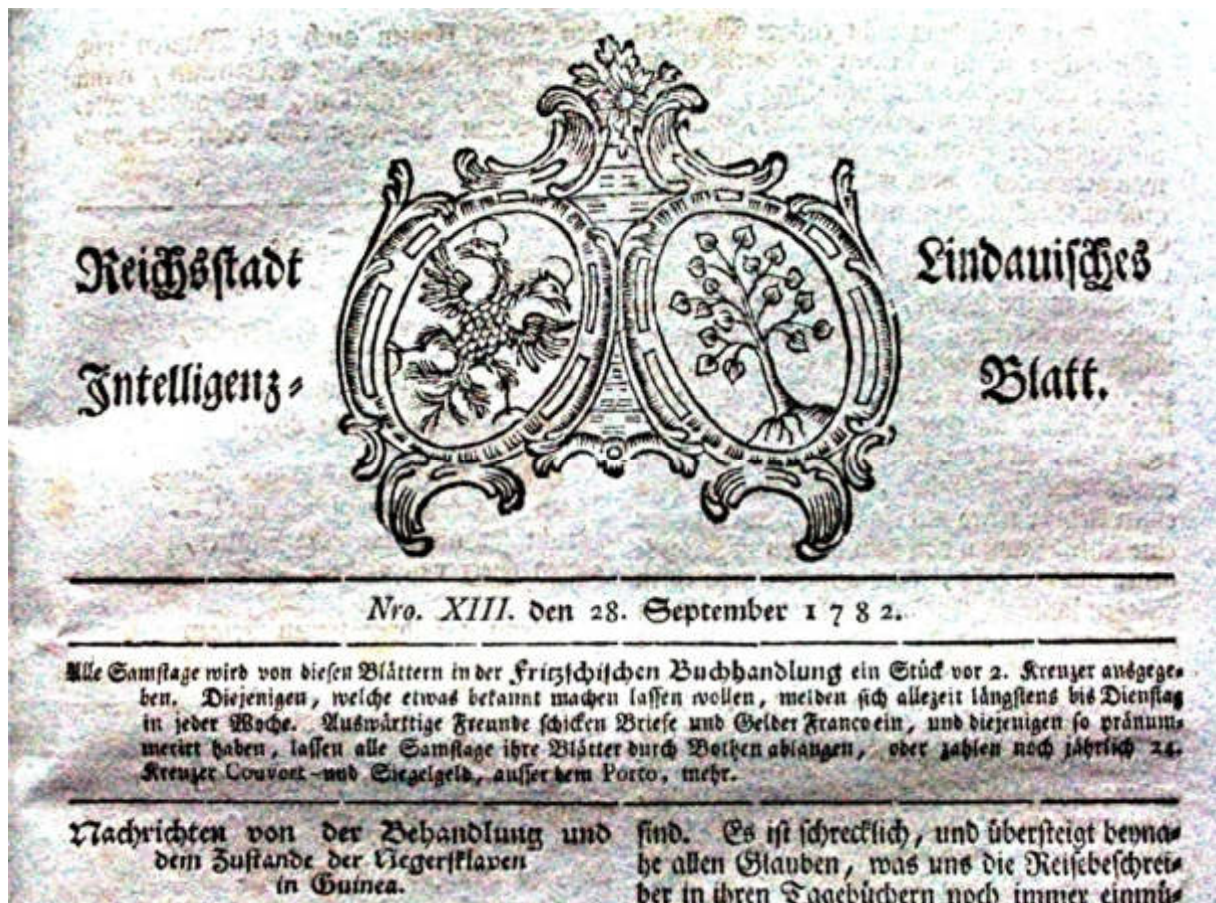 Reichsstadt Lindauisches
Intelligenz- Blatt.
Nro. XIII. den 28. September 1782.
Alle Samstage wird von diesen Blättern in der Fritzschischen Buchhandlung ein Stück vor 2. Kreuzer ausgege-
ben. Diejenigen, welche etwas bekannt machen lassen wollen, melden sich allezeit längstens bis Dienstag
in jeder Woche. Auswärttige Freunde schicken Briefe und Gelder Franco ein, und diejenigen so pränum-
merirt haben, lassen alle Samstage ihre Blätter durch Bothen ablangen, oder zahlen noch jährlich 24.
Kreuzer Couvert- und Siegelgeld, ausser dem Porto, mehr.
Nachrichten von der Behandlung und
dem Zustande der Negersklaven
in Guinea.
sind. Es ist schrecklich, und übersteigt beyna-
he allen Glauben, was uns die Reisebeschrei-
ber in ihren Tagebüchern noch immer einmü-